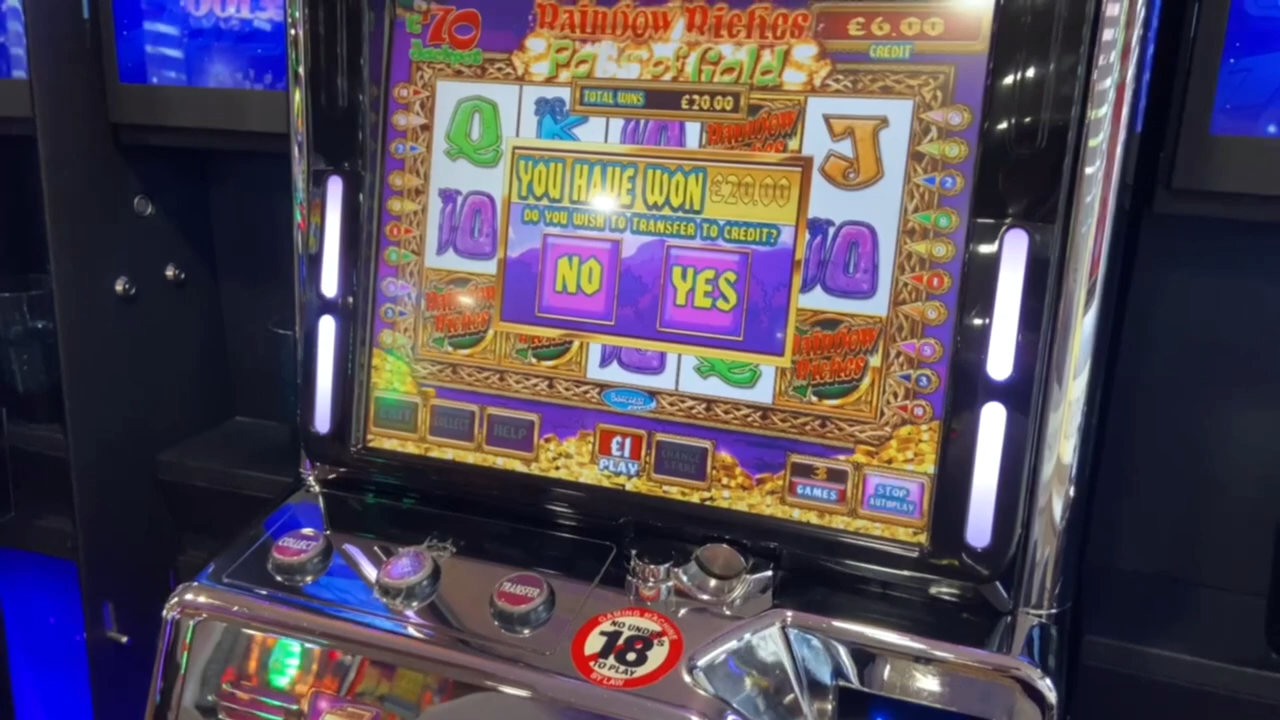 £70
Jackpot
Rainbow Riches
Pots of Gold
£6.00
CREDIT
TOTAL WINS £20.00
Q
K
10
Rainbow
Riches
J
YOU HAVE WON £20.00
DO YOU WISH TO TRANSFER TO CREDIT?
NO
YES
10
10
Rainbow
Riches
Riches
Rainbow
Riches
EXIT
COLLECT
HELP
£1
PLAY
CHANGE
STAKE
3
GAMES
STOP
AUTOPLAY
COLLECT
TRANSFER
GAMING MACHINE
NO UNDER
18's
TO PLAY
BY LAW